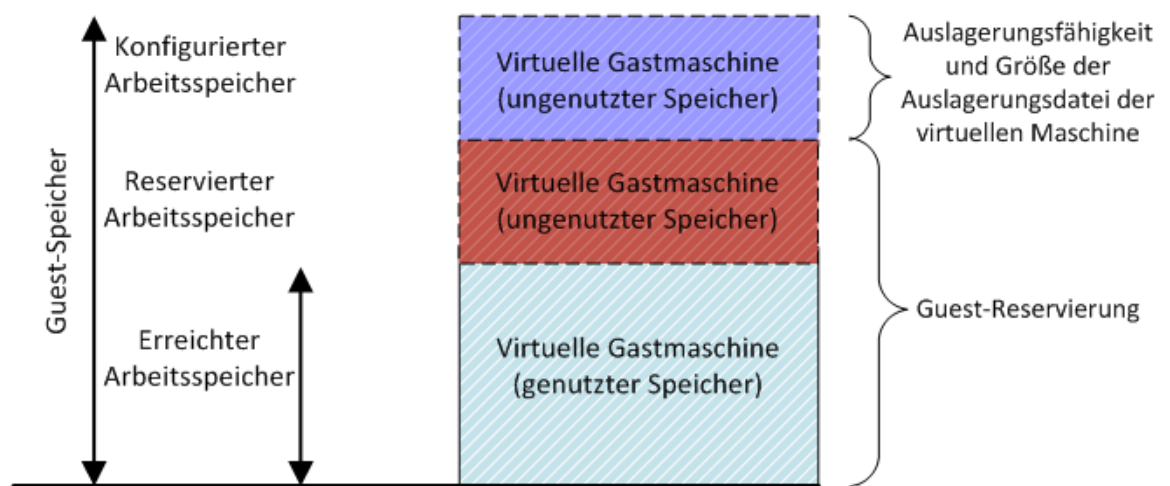 Guest-Speicher
Konfigurierter
Arbeitsspeicher
Reservierter
Arbeitsspeicher
Erreichter
Arbeitsspeicher
Virtuelle Gastmaschine
(ungenutzter Speicher)
Virtuelle Gastmaschine
(ungenutzter Speicher)
Virtuelle Gastmaschine
(genutzter Speicher)
Auslagerungsfähigkeit
und Größe der
Auslagerungsdatei der
virtuellen Maschine
Guest-Reservierung